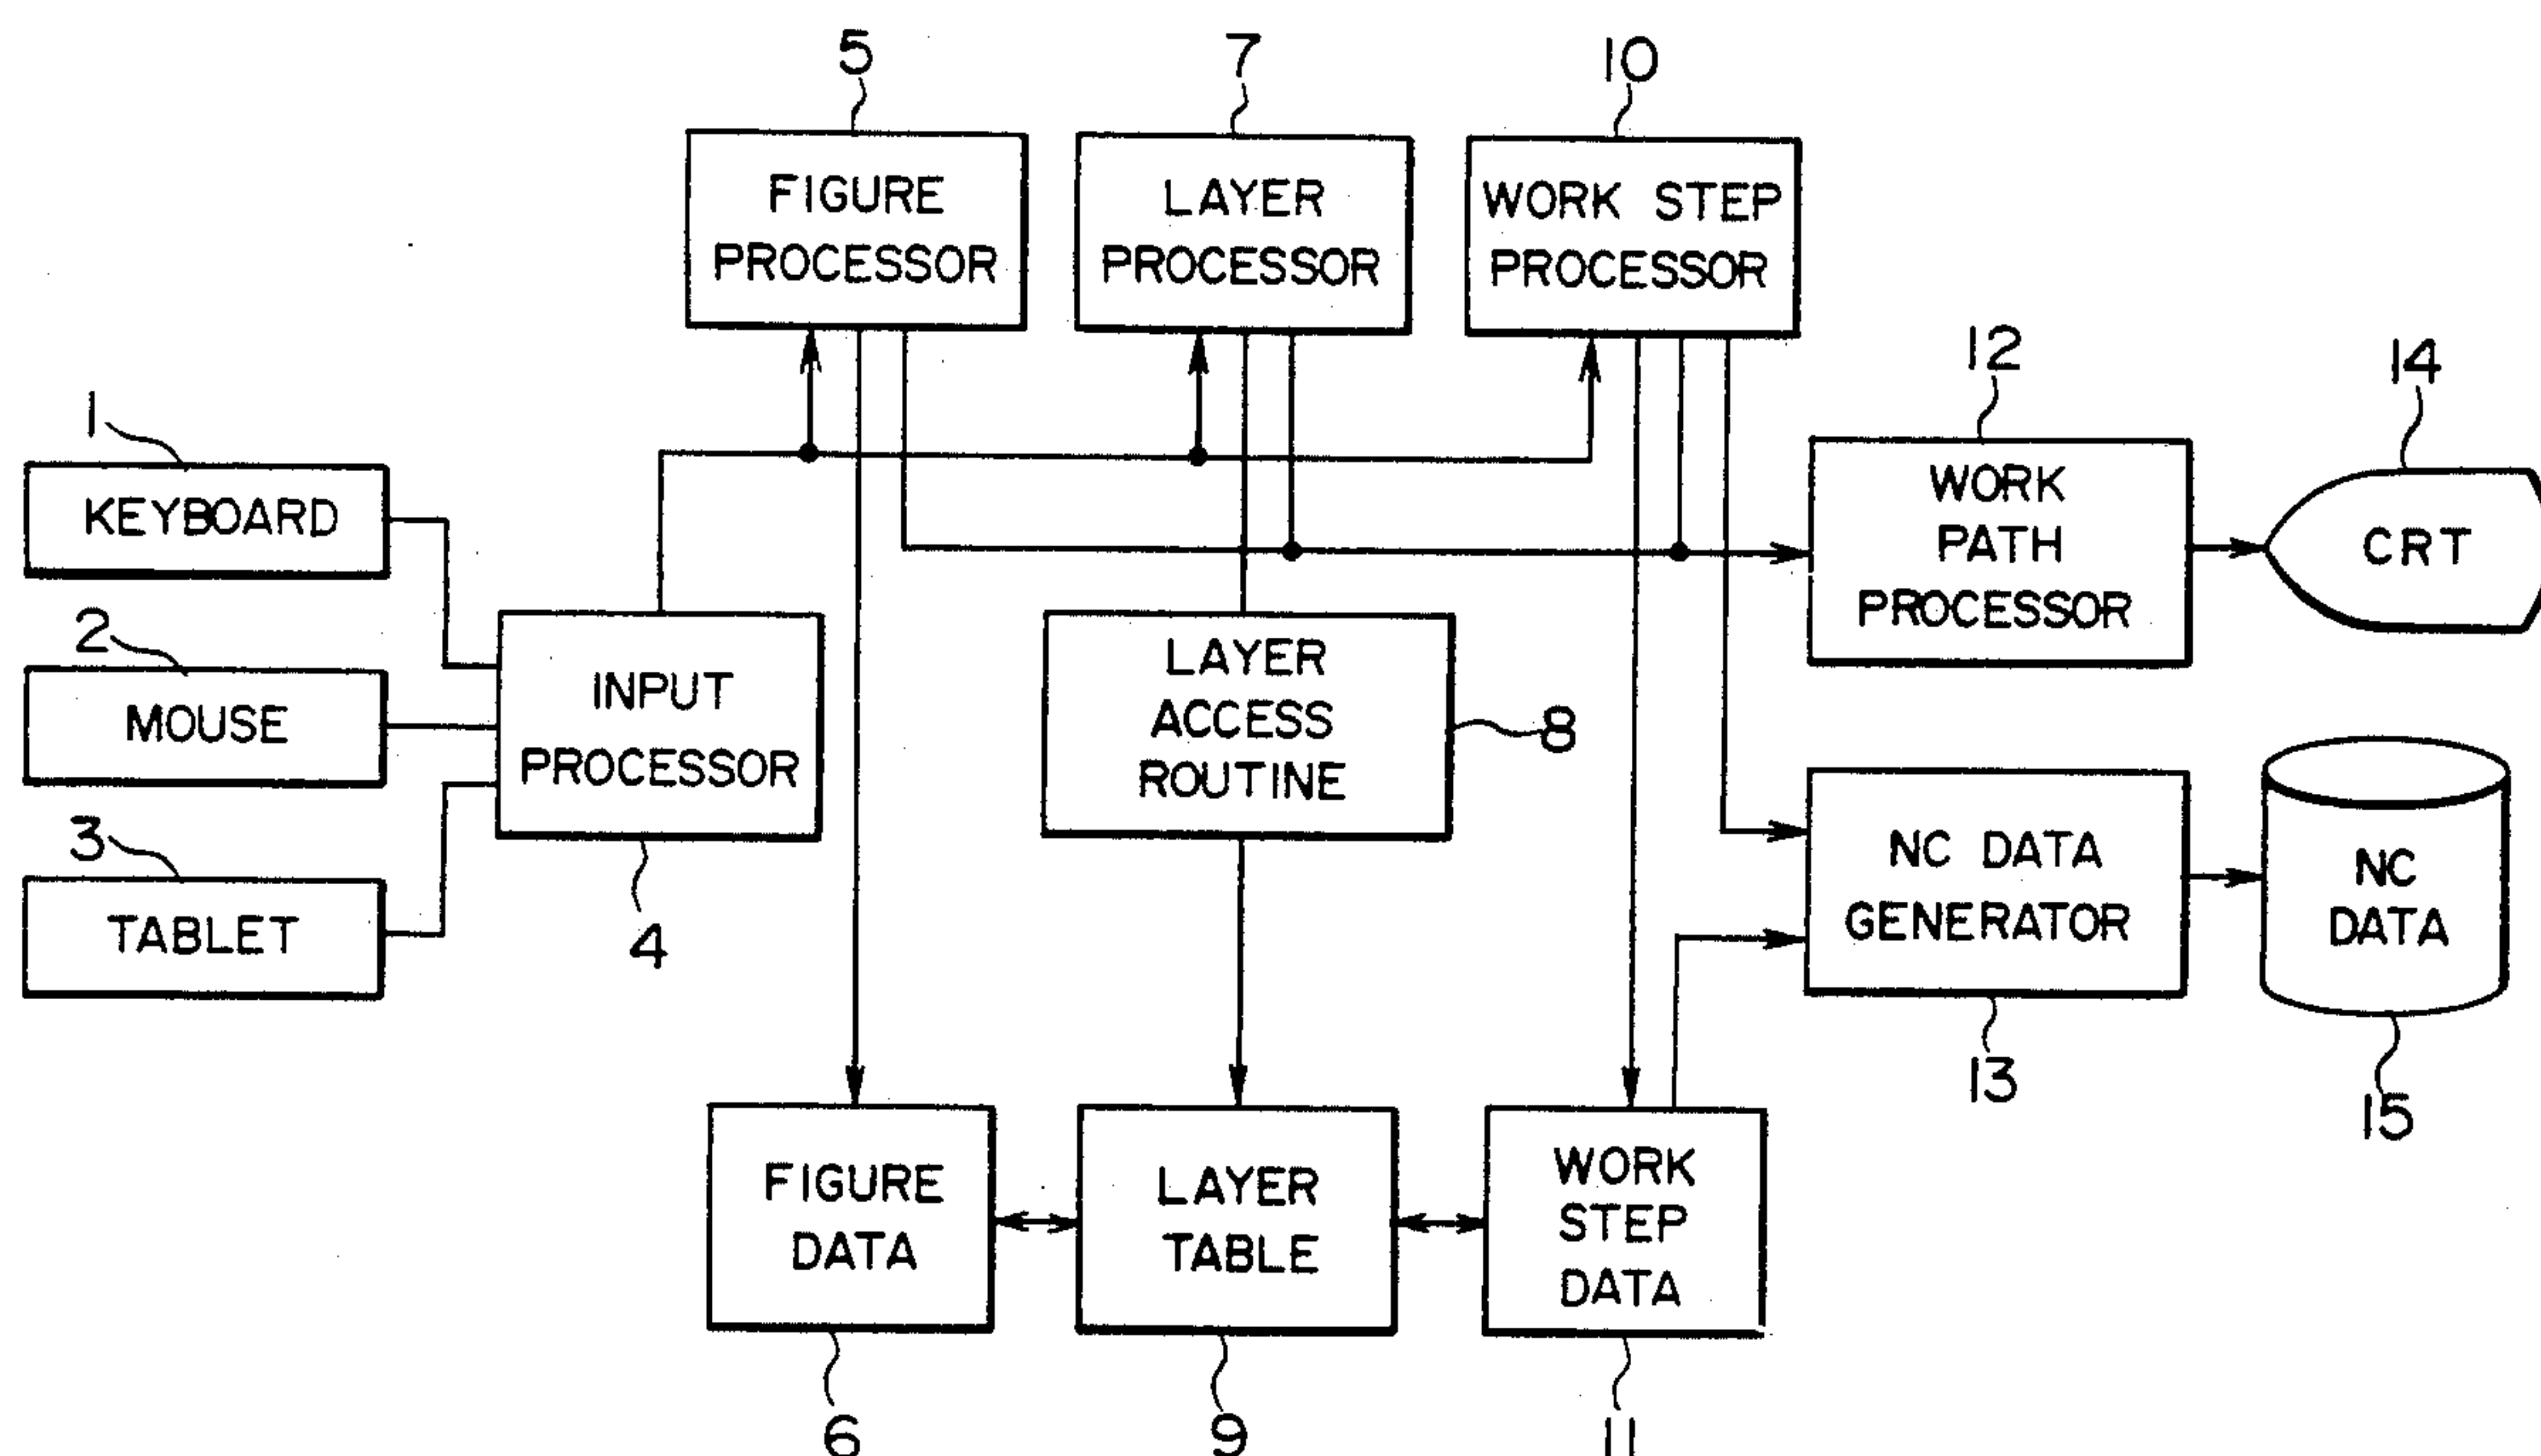 5
7
10
FIGURE
PROCESSOR
LAYER
PROCESSOR
WORK STEP
PROCESSOR
1
KEYBOARD
2
MOUSE
3
TABLET
INPUT
PROCESSOR
4
LAYER
ACCESS
ROUTINE
8
12
WORK
PATH
PROCESSOR
14
CRT
NC DATA
GENERATOR
13
NC
DATA
15
FIGURE
DATA
6
LAYER
TABLE
9
WORK
STEP
DATA
11